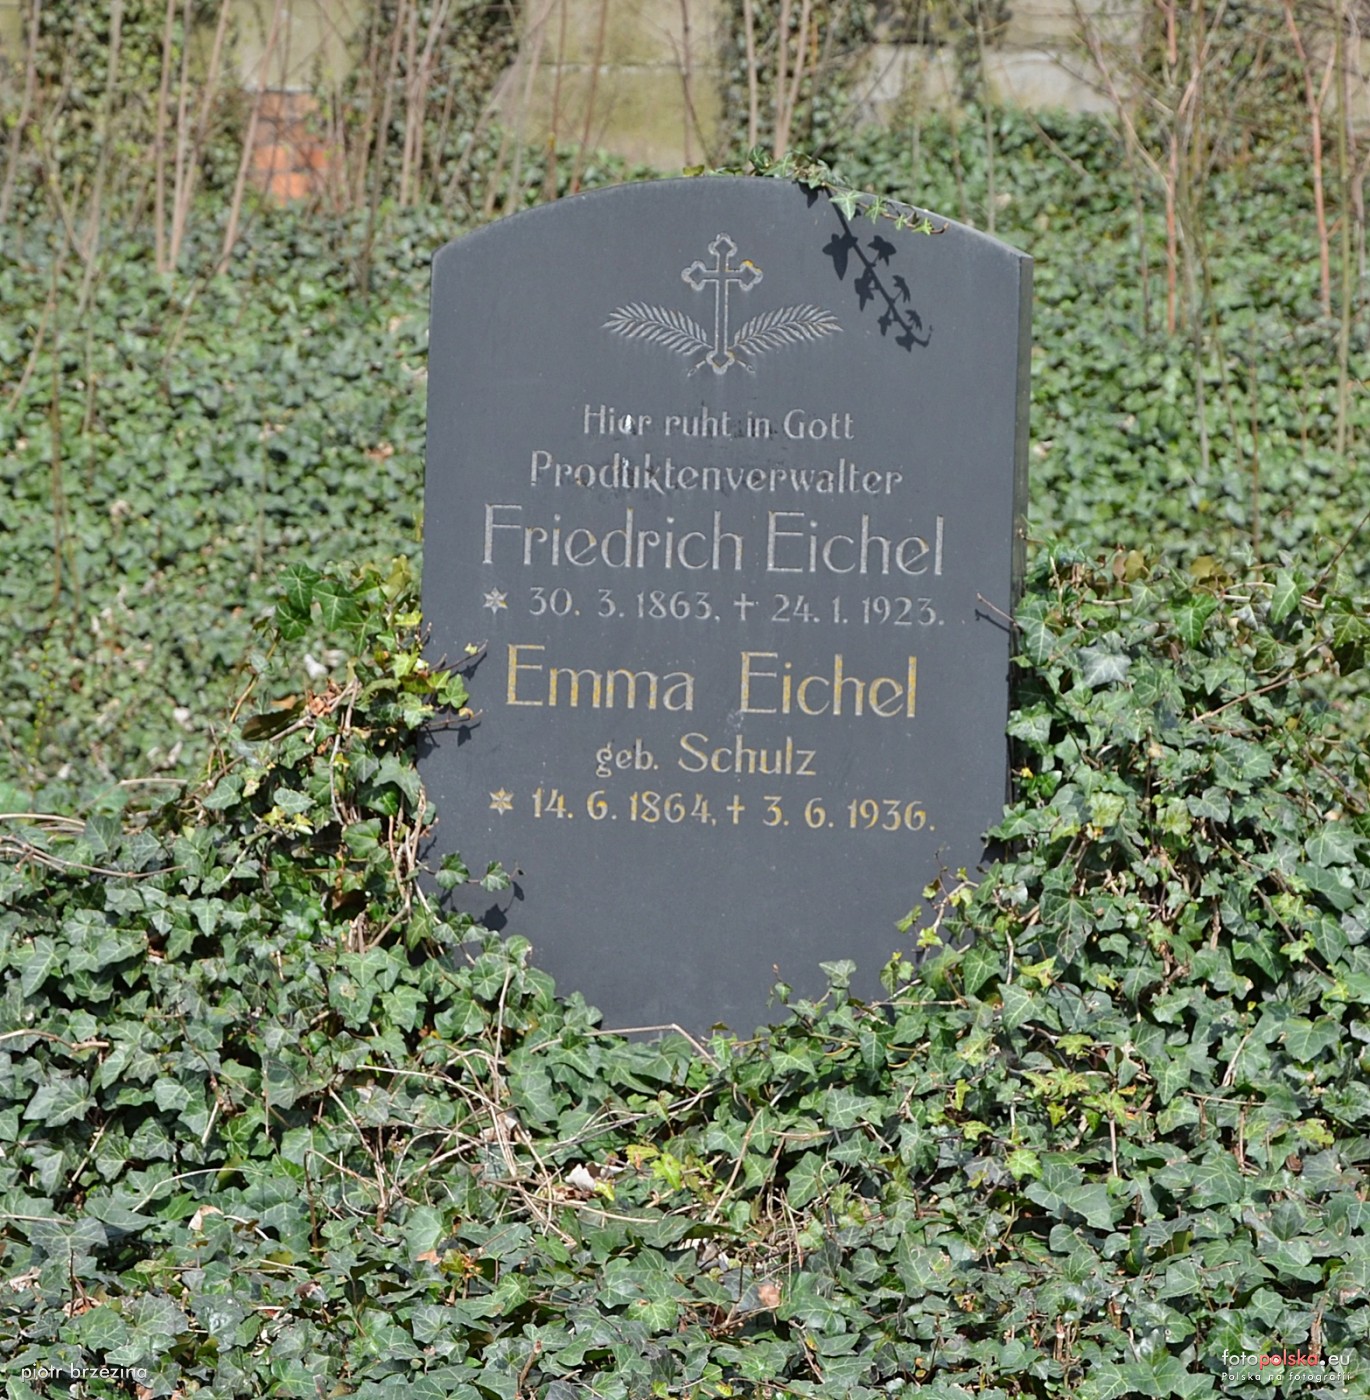 Hier ruht in Gott
Produktenverwalter
Friedrich Eichel
* 30. 3. 1863. † 24. 1. 1923.
Emma Eichel
geb. Schulz
* 14. 6. 1864. † 3. 6. 1936.
piotr brzezina
fotopolska.eu
Polska na fotografii